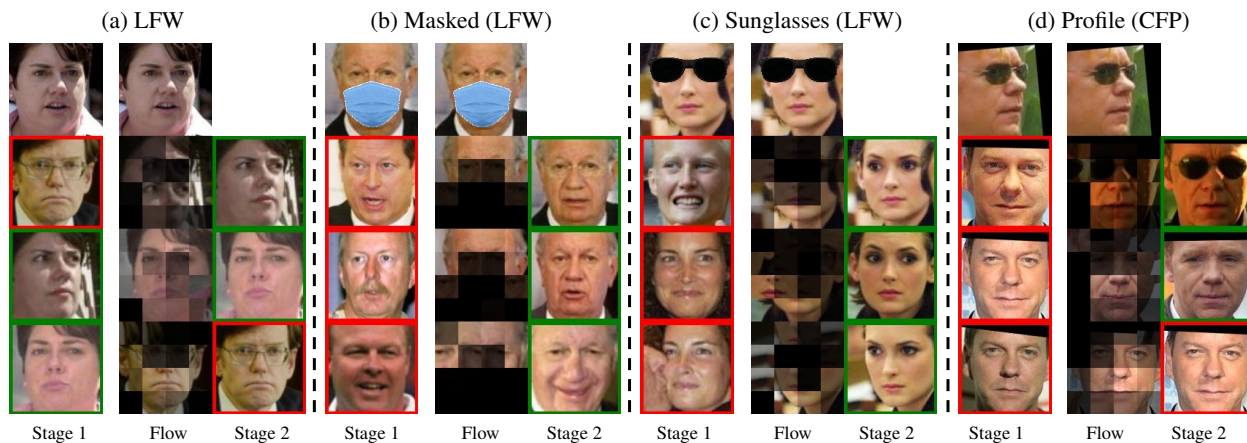 (a) LFW
(b) Masked (LFW)
(c) Sunglasses (LFW)
(d) Profile (CFP)
Stage 1 Flow Stage 2 Stage 1 Flow Stage 2 Stage 1 Flow Stage 2 Stage 1 Flow Stage 2